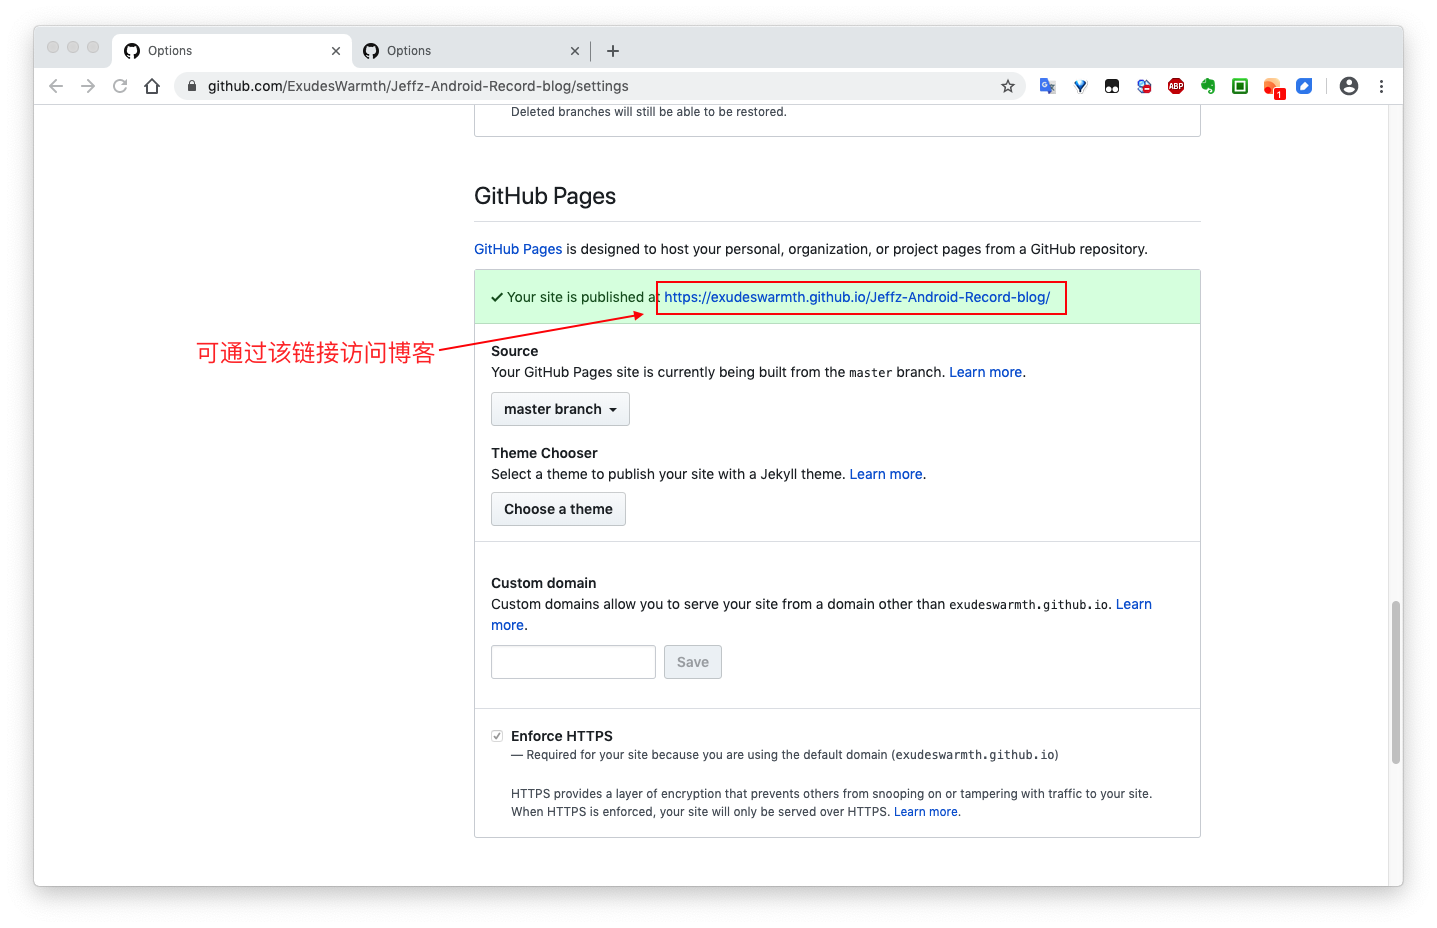 Options
Options
github.com/ExudesWarmth/Jeffz-Android-Record-blog/settings
ABP
1
Deleted branches will still be able to be restored.
GitHub Pages
GitHub Pages is designed to host your personal, organization, or project pages from a GitHub repository.
Your site is published at https://exudeswarmth.github.io/Jeffz-Android-Record-blog/
可通过该链接访问博客
Source
Your GitHub Pages site is currently being built from the master branch. Learn more.
master branch
Theme Chooser
Select a theme to publish your site with a Jekyll theme. Learn more.
Choose a theme
Custom domain
Custom domains allow you to serve your site from a domain other than exudeswarmth.github.io. Learn
more.
Save
Enforce HTTPS
— Required for your site because you are using the default domain (exudeswarmth.github.io)
HTTPS provides a layer of encryption that prevents others from snooping on or tampering with traffic to your site.
When HTTPS is enforced, your site will only be served over HTTPS. Learn more.